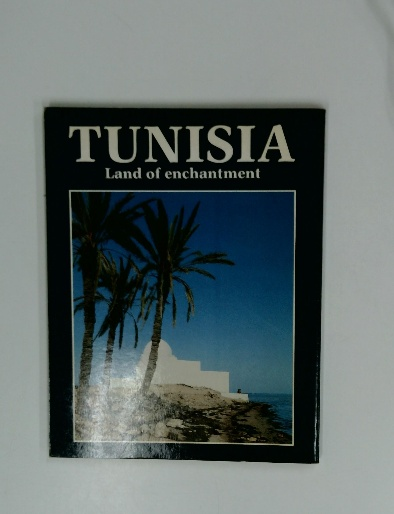 TUNISIA
Land of enchantment